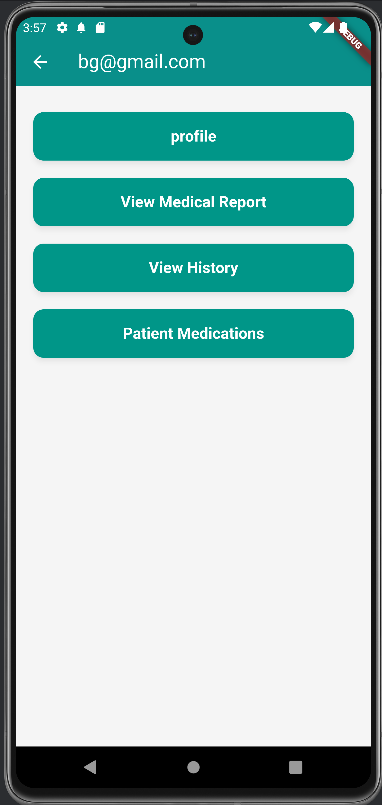 3:57
DEBUG
bg@gmail.com
profile
View Medical Report
View History
Patient Medications